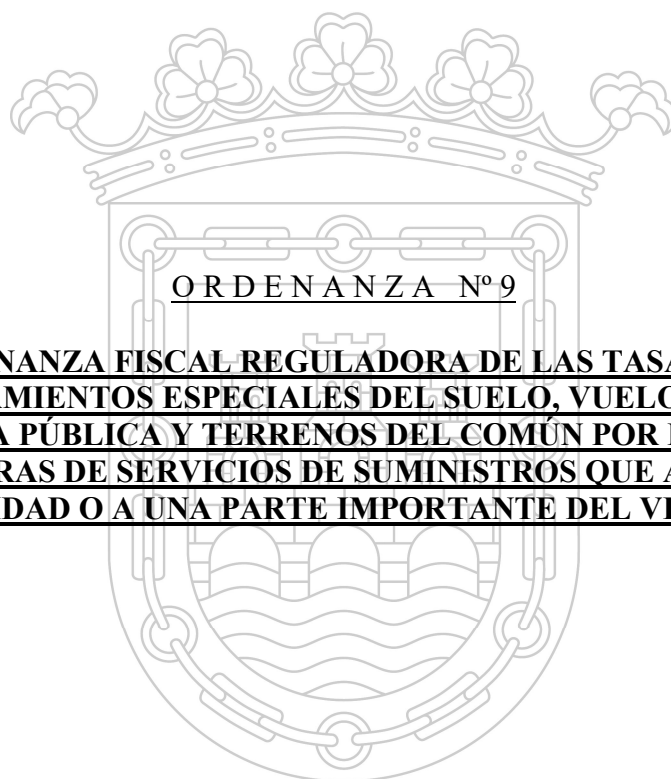 O R D E N A N Z A Nº 9
NANZA FISCAL REGULADORA DE LAS TASA
AMIENTOS ESPECIALES DEL SUELO, VUELO
A PÚBLICA Y TERRENOS DEL COMÚN POR
RAS DE SERVICIOS DE SUMINISTROS QUE A
DAD O A UNA PARTE IMPORTANTE DEL VE